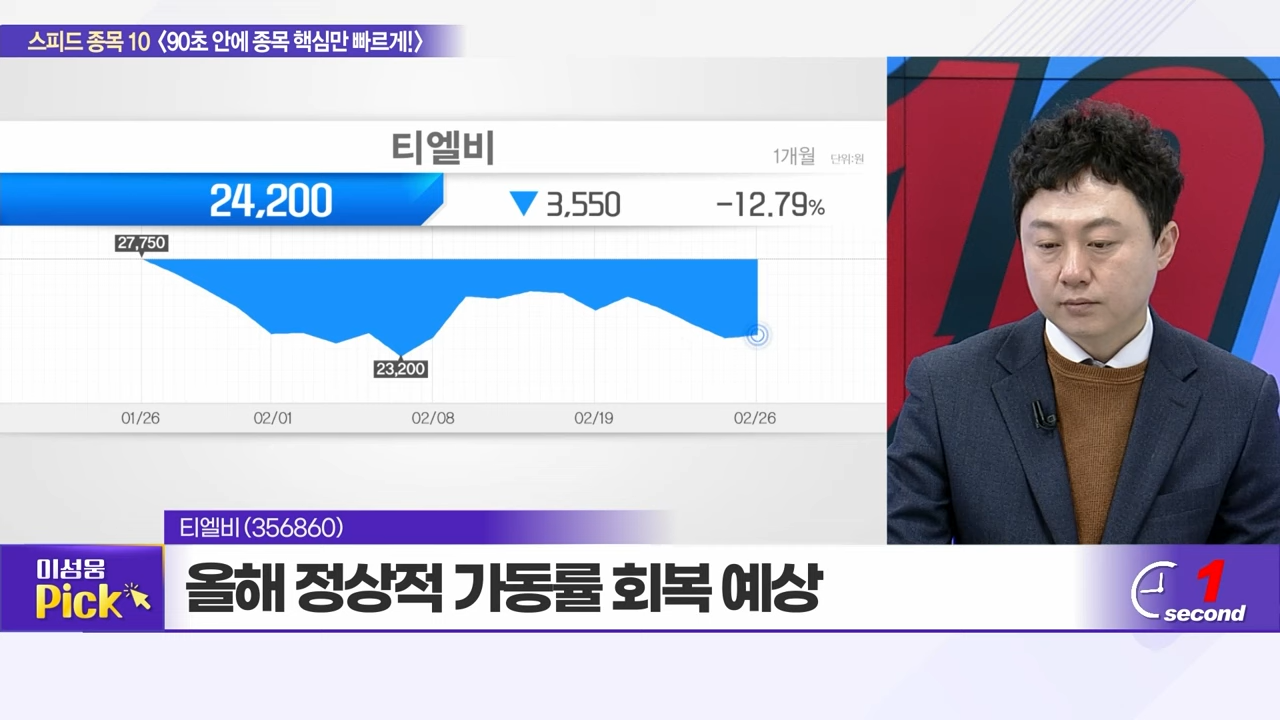 스피드 종목 10 〈90초 안에 종목 핵심만 빠르게!〉
티엘비
1개월 단위:원
24,200 ▼ 3,550 -12.79%
27,750
23,200
01/26 02/01 02/08 02/19 02/26
티엘비(356860)
미성웅
Pick
올해 정상적 가동률 회복 예상
1
second
10